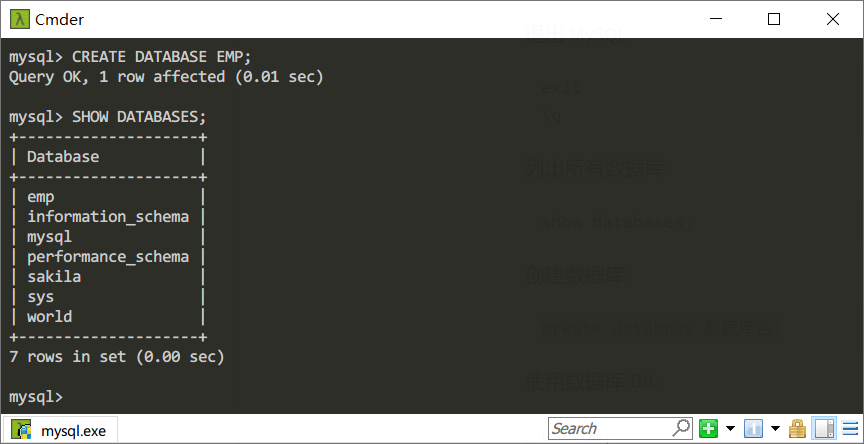 Cmder
mysql> CREATE DATABASE EMP;
Query OK, 1 row affected (0.01 sec)
mysql> SHOW DATABASES;
+--------------------+
| Database           |
+--------------------+
| emp                |
| information_schema |
| mysql              |
| performance_schema |
| sakila             |
| sys                |
| world              |
+--------------------+
7 rows in set (0.00 sec)
mysql>
退出 MySQL
exit
\q
列出所有数据库
show databases;
创建数据库
create database 数据库名;
使用数据库 DB
mysql.exe
Search
1